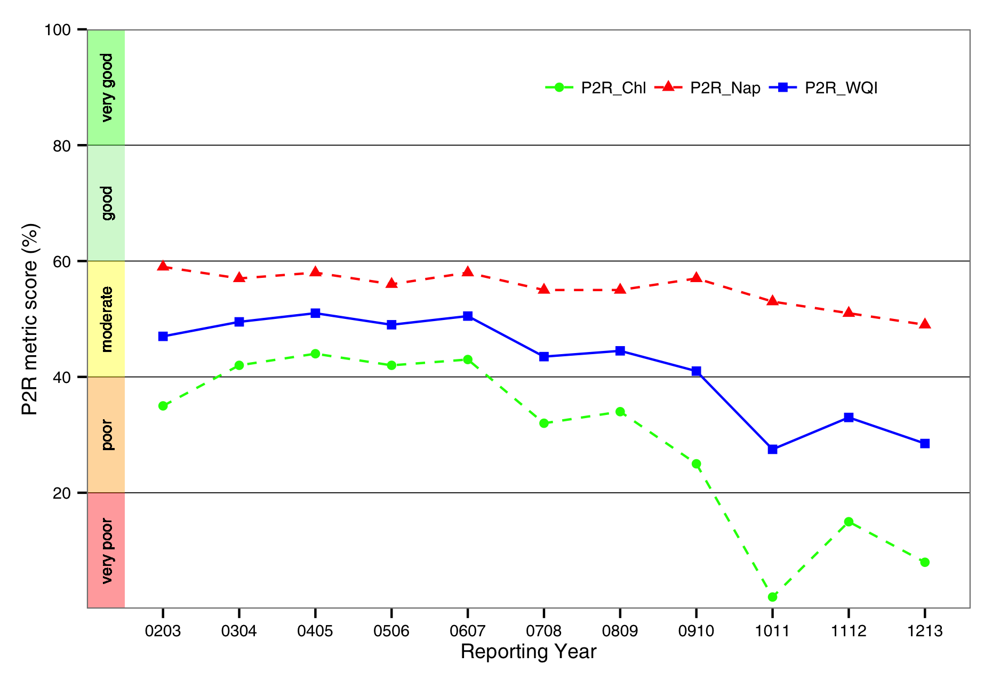 100
80
60
40
20
P2R metric score (%)
very good
good
moderate
poor
very poor
P2R_Chl P2R_Nap P2R_WQI
0203 0304 0405 0506 0607 0708 0809 0910 1011 1112 1213
Reporting Year